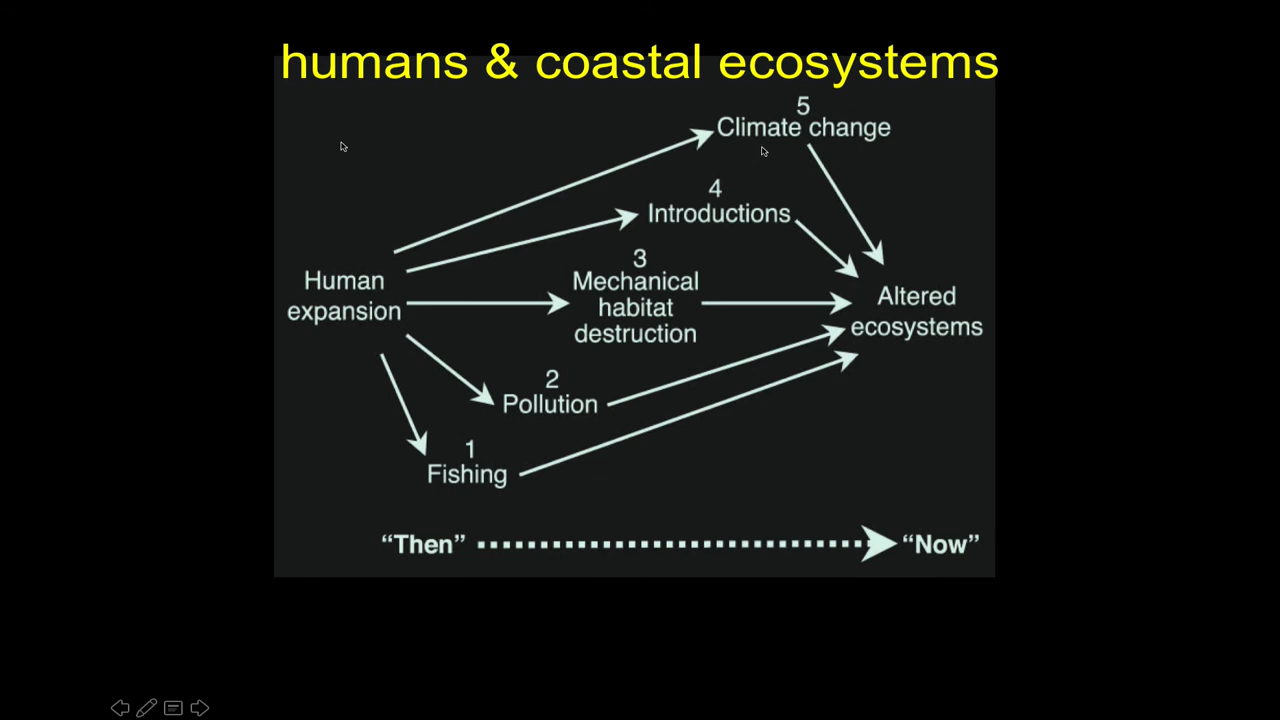 humans & coastal ecosystems
5
Climate change
4
Introductions
3
Mechanical
habitat
destruction
Human
expansion
Altered
ecosystems
2
Pollution
1
Fishing
“Then”
“Now”